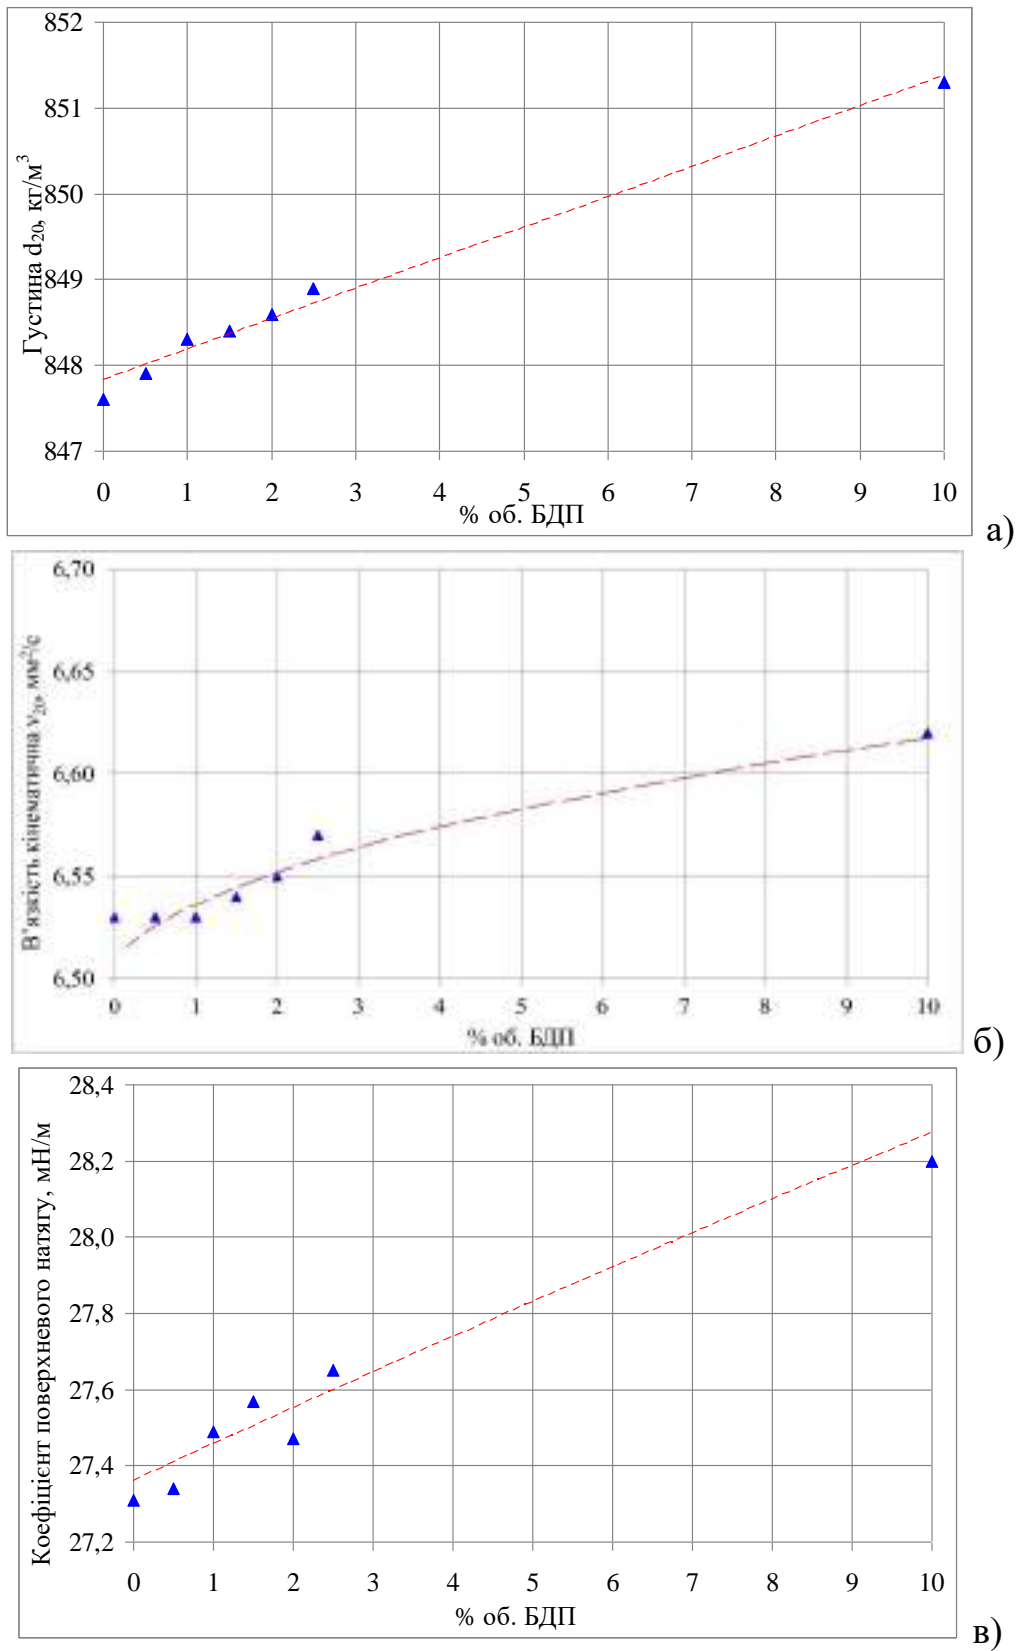 852
851
850
849
848
847
Густина d20, кг/м3
0 1 2 3 4 5 6 7 8 9 10
% об. БДП
а)
6,70
6,65
6,60
6,55
6,50
В"язкість кінематична ν20, мм2/с
0 1 2 3 4 5 6 7 8 9 10
% об. БДП
б)
28,4
28,2
28,0
27,8
27,6
27,4
27,2
Коефіцієнт поверхневого натягу, мН/м
0 1 2 3 4 5 6 7 8 9 10
% об. БДП
в)